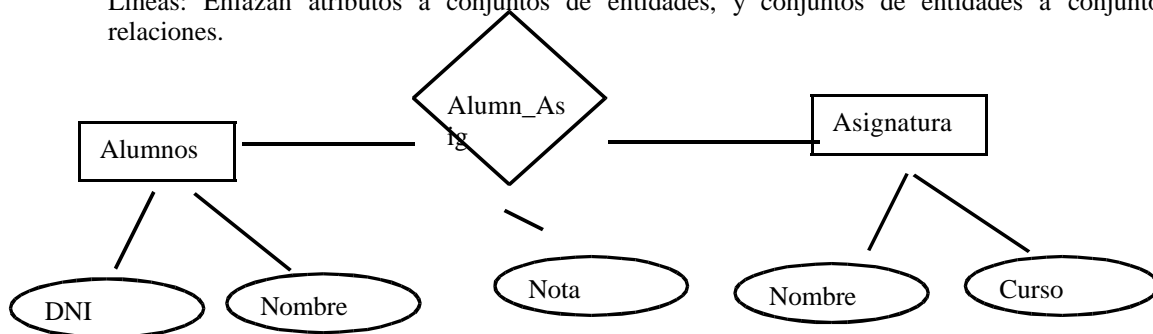 Líneas: Enlazan atributos a conjuntos de entidades, y conjuntos de entidades a conjunto
relaciones.
Alumn_As
ig
Asignatura
Alumnos
DNI
Nombre
Nota
Nombre
Curso